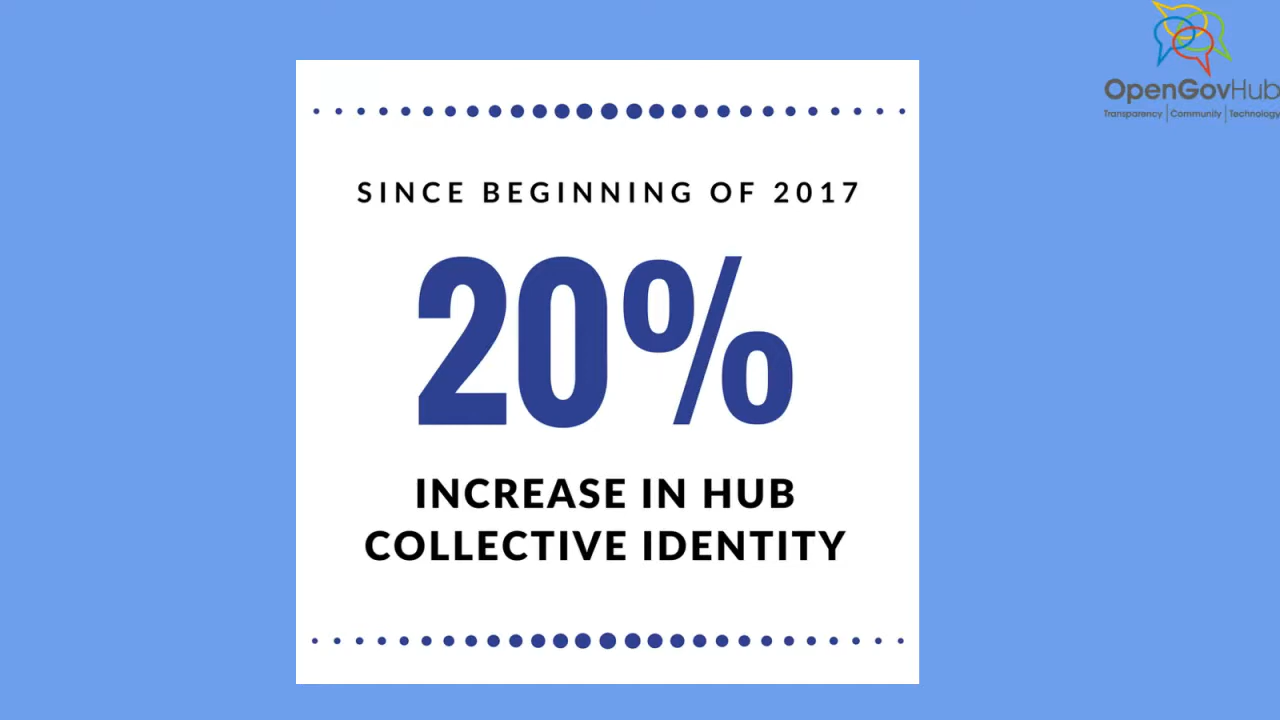 OpenGovHub
Transparency | Community | Technology
SINCE BEGINNING OF 2017
20%
INCREASE IN HUB
COLLECTIVE IDENTITY